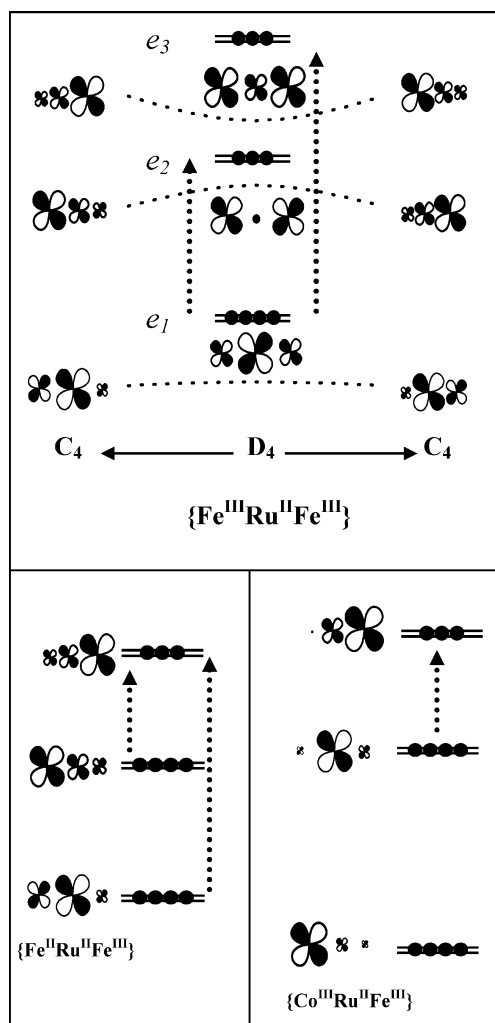 e₃
e₂
e₁
C₄ D₄ C₄
{FeᴵᴵᴵRuᴵᴵFeᴵᴵᴵ}
{FeᴵᴵRuᴵᴵFeᴵᴵᴵ}
{CoᴵᴵᴵRuᴵᴵFeᴵᴵᴵ}